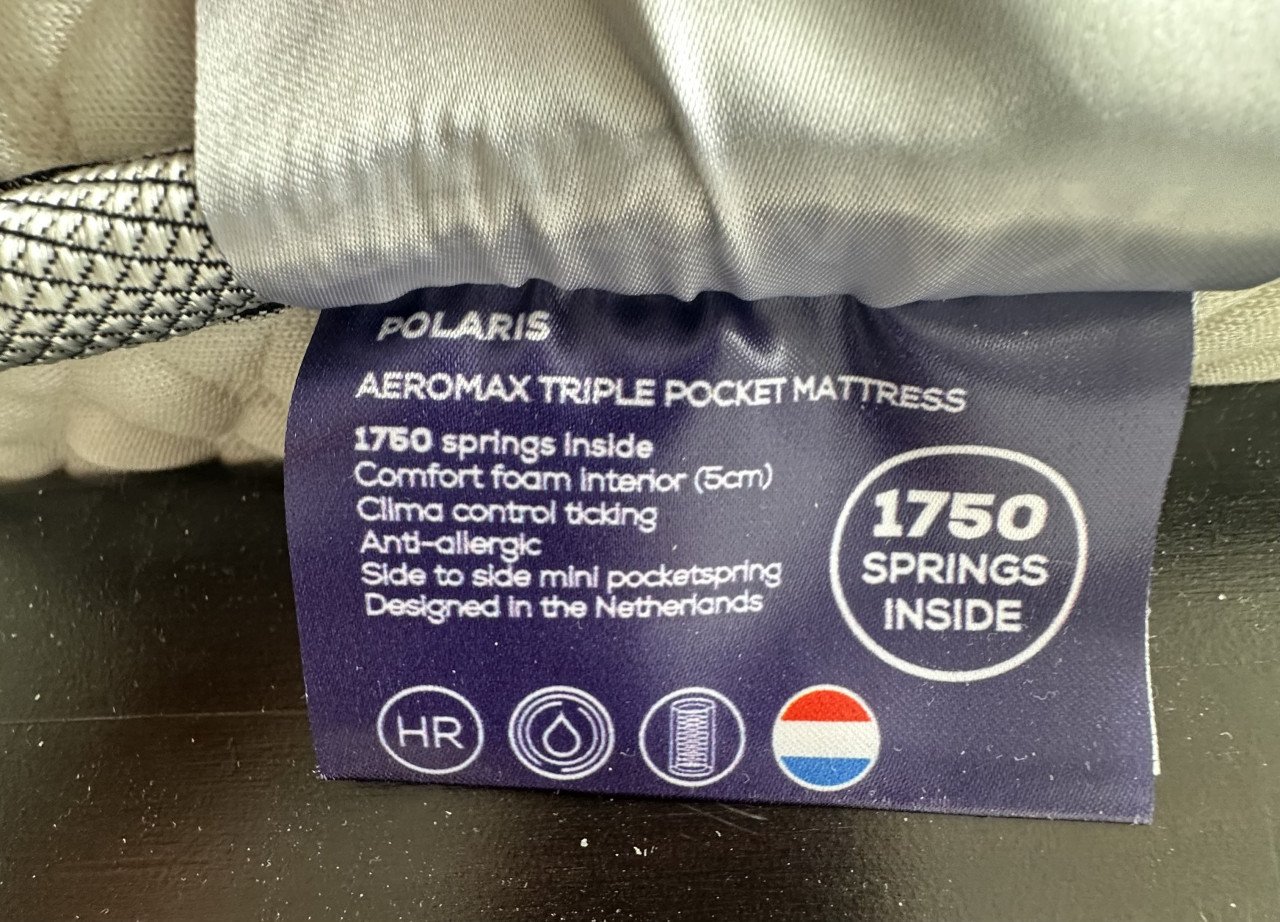 POLARIS
AEROMAX TRIPLE POCKET MATTRESS
1750 springs inside
Comfort foam interior (5cm)
Clima control ticking
Anti-allergic
Side to side mini pocketspring
Designed in the Netherlands
1750
SPRINGS
INSIDE
HR